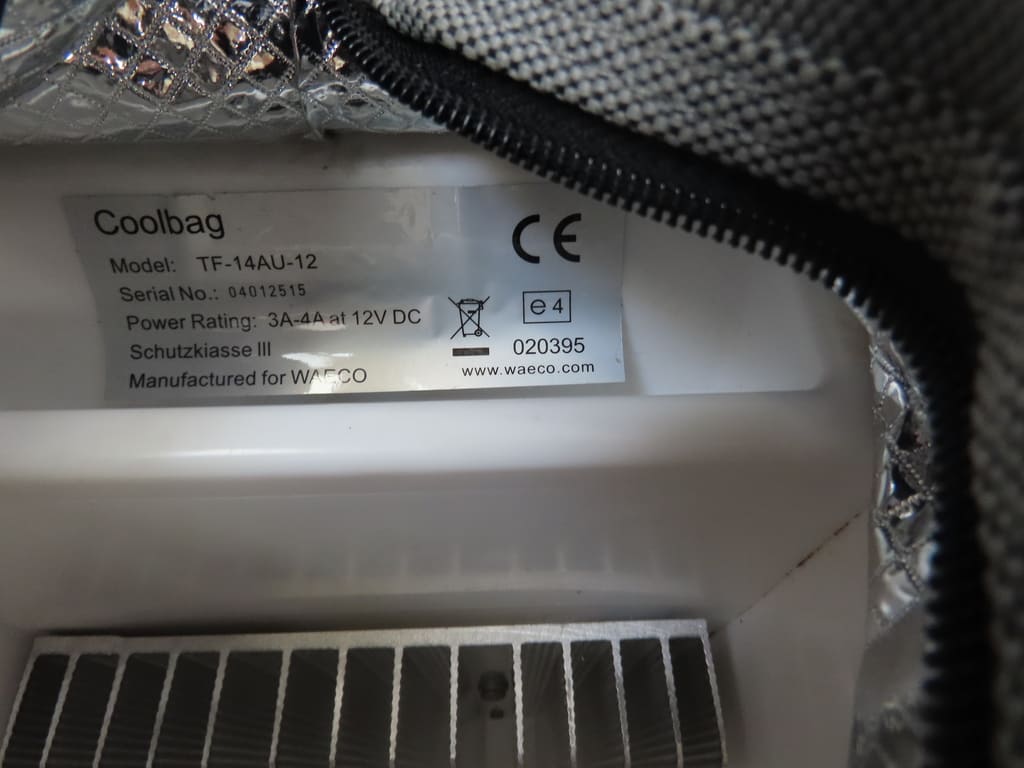 Coolbag
CE
Model: TF-14AU-12
Serial No.: 04012515
Power Rating: 3A-4A at 12V DC
e4
Schutzkiasse III
020395
Manufactured for WAECO
www.waeco.com